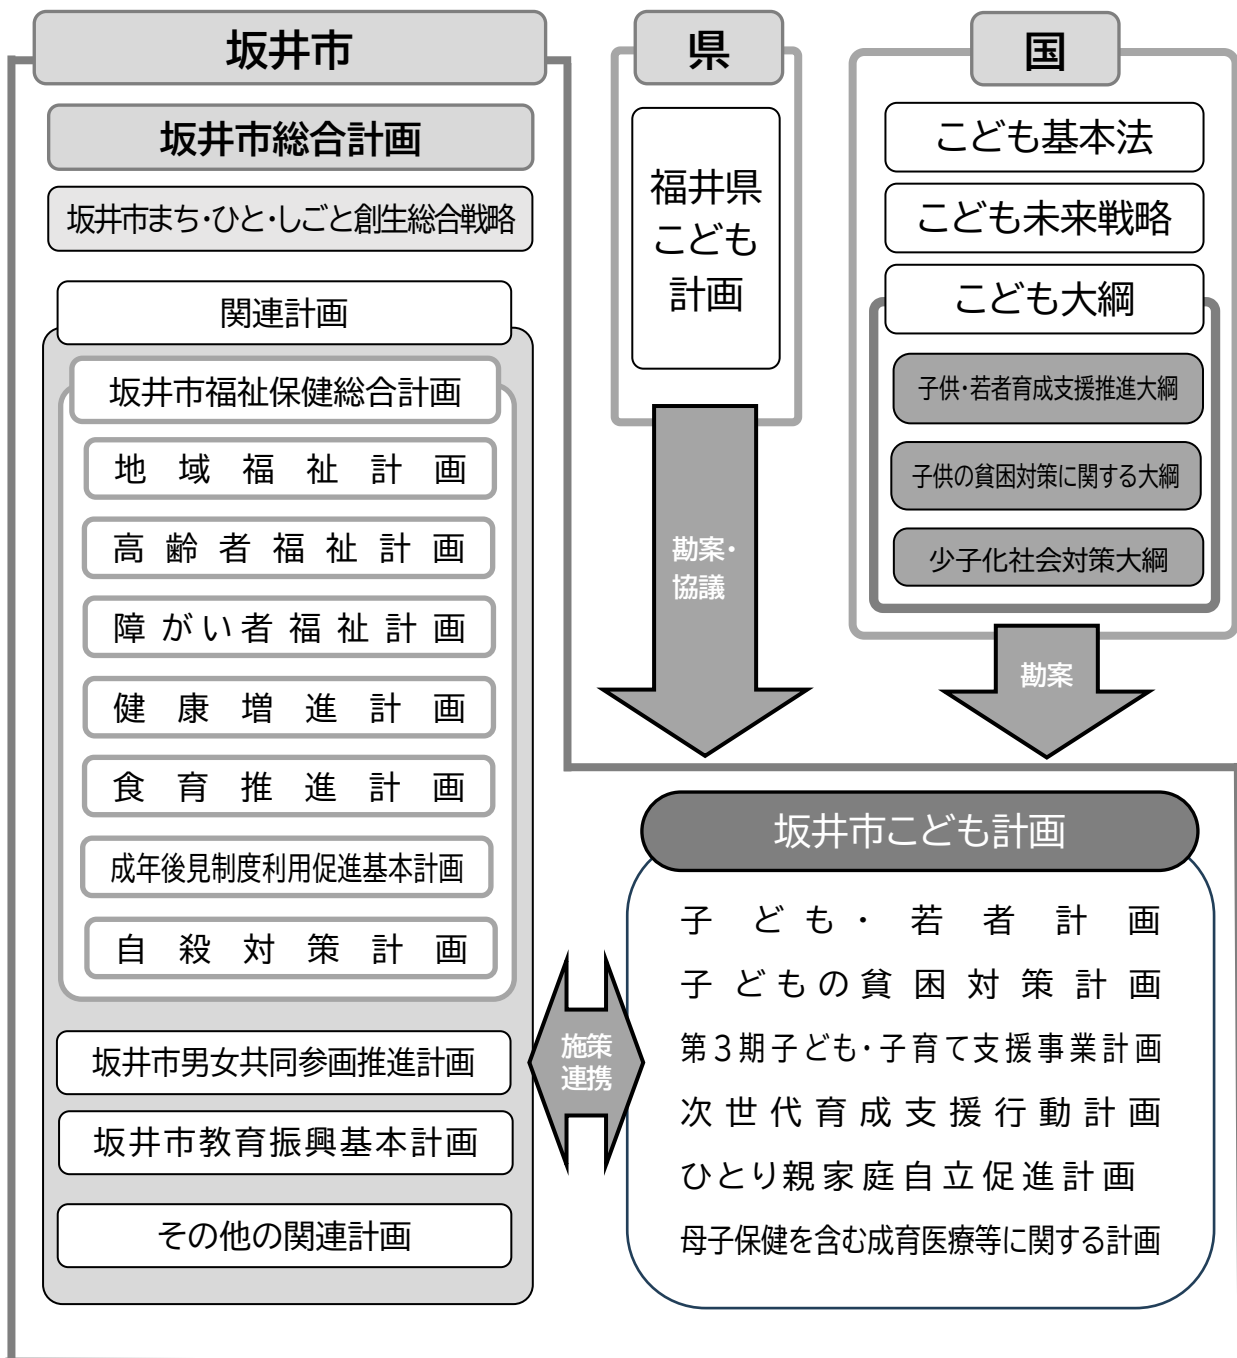 坂井市
坂井市総合計画
坂井市まち・ひと・しごと創生総合戦略
関連計画
坂井市福祉保健総合計画
地域福祉計画
高齢者福祉計画
障がい者福祉計画
健康増進計画
食育推進計画
成年後見制度利用促進基本計画
自殺対策計画
坂井市男女共同参画推進計画
坂井市教育振興基本計画
その他の関連計画
県
福井県
こども
計画
勘案・
協議
国
こども基本法
こども未来戦略
こども大綱
子供・若者育成支援推進大綱
子供の貧困対策に関する大綱
少子化社会対策大綱
勘案
施策
連携
坂井市こども計画
子ども・若者計画
子どもの貧困対策計画
第3期子ども・子育て支援事業計画
次世代育成支援行動計画
ひとり親家庭自立促進計画
母子保健を含む成育医療等に関する計画